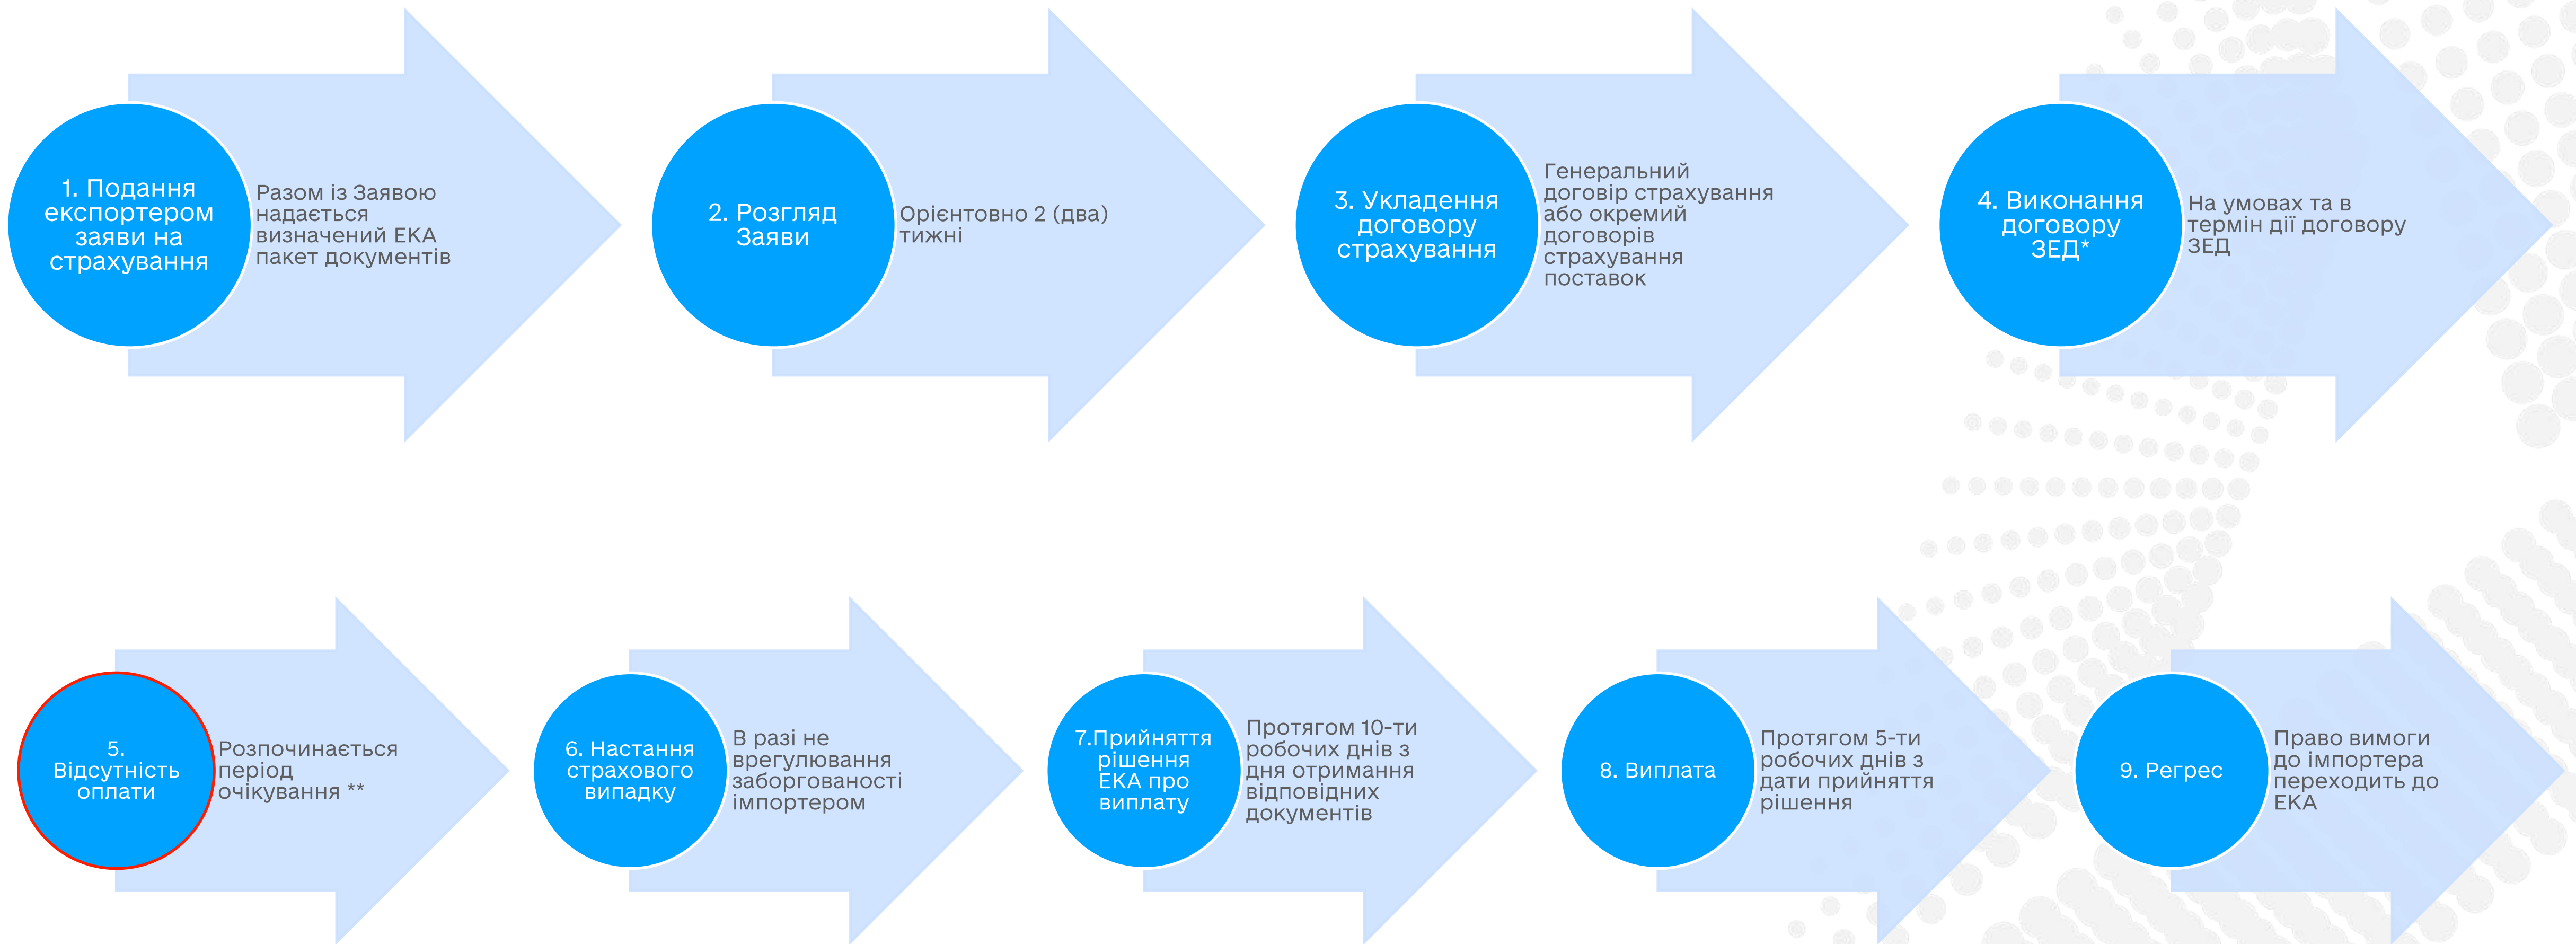 1. Подання
експортером
заяви на
страхування
Разом із Заявою
надається
визначений ЕКА
пакет документів
2. Розгляд
Заяви
Орієнтовно 2 (два)
тижні
3. Укладення
договору
страхування
Генеральний
договір страхування
або окремий
договорів
страхування
поставок
4. Виконання
договору
ЗЕД*
На умовах та в
термін дії договору
ЗЕД
5.
Відсутність
оплати
Розпочинається
період
очікування **
6. Настання
страхового
випадку
В разі не
врегулювання
заборгованості
імпортером
7.Прийняття
рішення
ЕКА про
виплату
Протягом 10-ти
робочих днів з
дня отримання
відповідних
документів
8. Виплата
Протягом 5-ти
робочих днів з
дати прийняття
рішення
9. Регрес
Право вимоги
до імпортера
переходить до
ЕКА